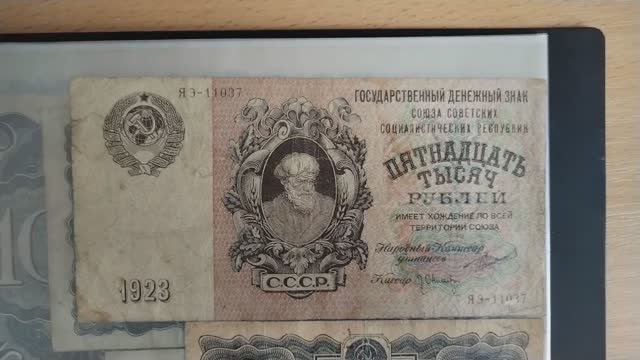 ЯЭ-11037
ГОСУДАРСТВЕННЫЙ ДЕНЕЖНЫЙ ЗНАК
СОЮЗА СОВЕТСКИХ
СОЦИАЛИСТИЧЕСКИХ РЕСПУБЛИК
ПЯТНАДЦАТЬ
ТЫСЯЧ
РУБЛЕЙ
ИМЕЕТ ХОЖДЕНИЕ ПО ВСЕЙ
ТЕРРИТОРИИ СОЮЗА
Народный Комиссар
финансов
Кассир
С.С.С.Р.
1923
ЯЭ-11037
10